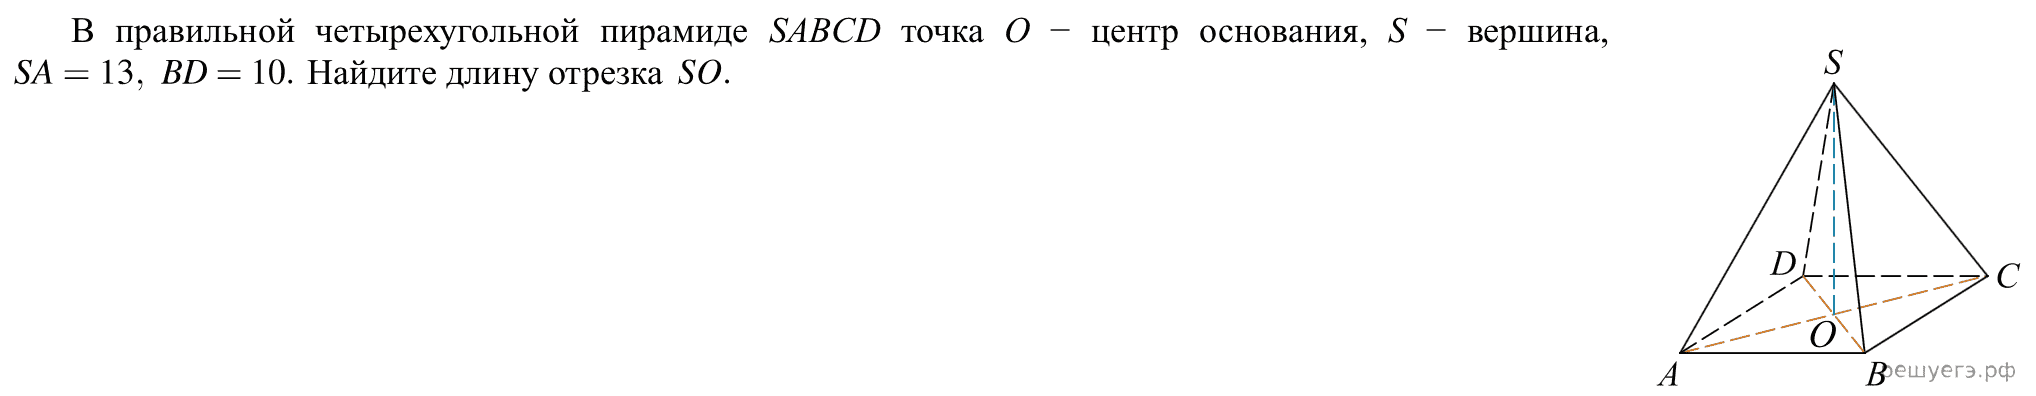 В правильной четырехугольной пирамиде SABCD точка O − центр основания, S − вершина,
SA = 13, BD = 10. Найдите длину отрезка SO.
S
D
C
O
A
B
решуегэ.рф